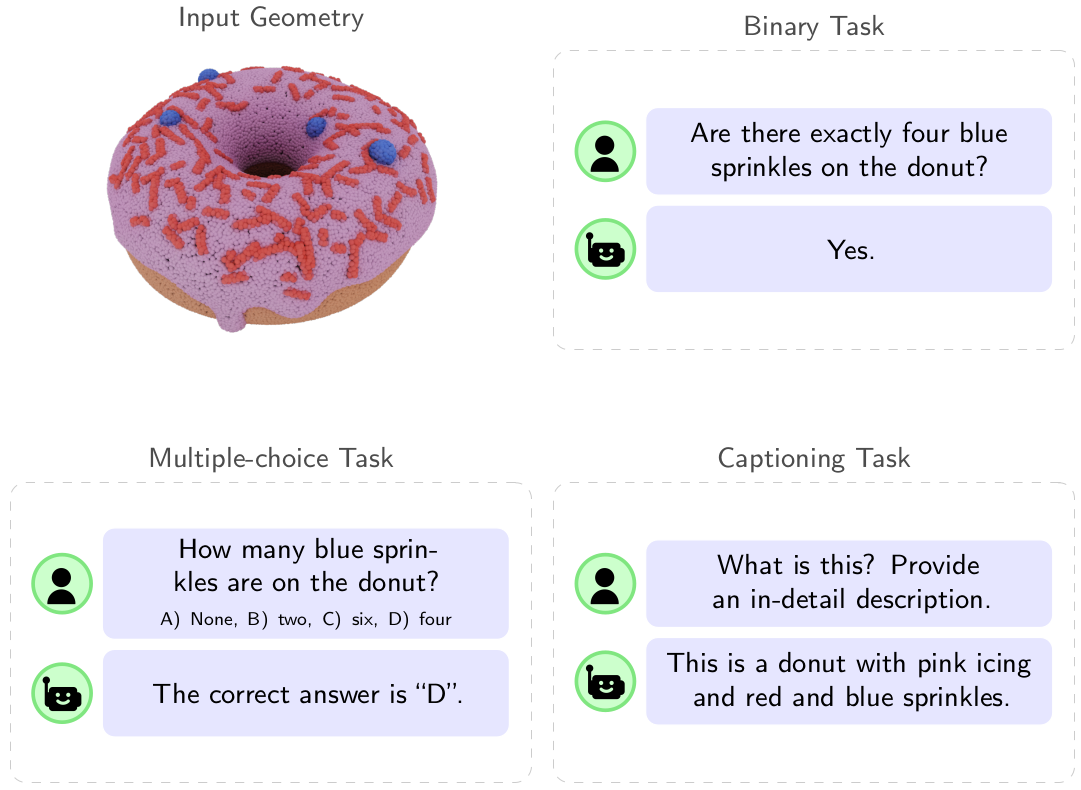 Input Geometry
Binary Task
Are there exactly four blue
sprinkles on the donut?
Yes.
Multiple-choice Task
How many blue sprin-
kles are on the donut?
A) None, B) two, C) six, D) four
The correct answer is “D”.
Captioning Task
What is this? Provide
an in-detail description.
This is a donut with pink icing
and red and blue sprinkles.